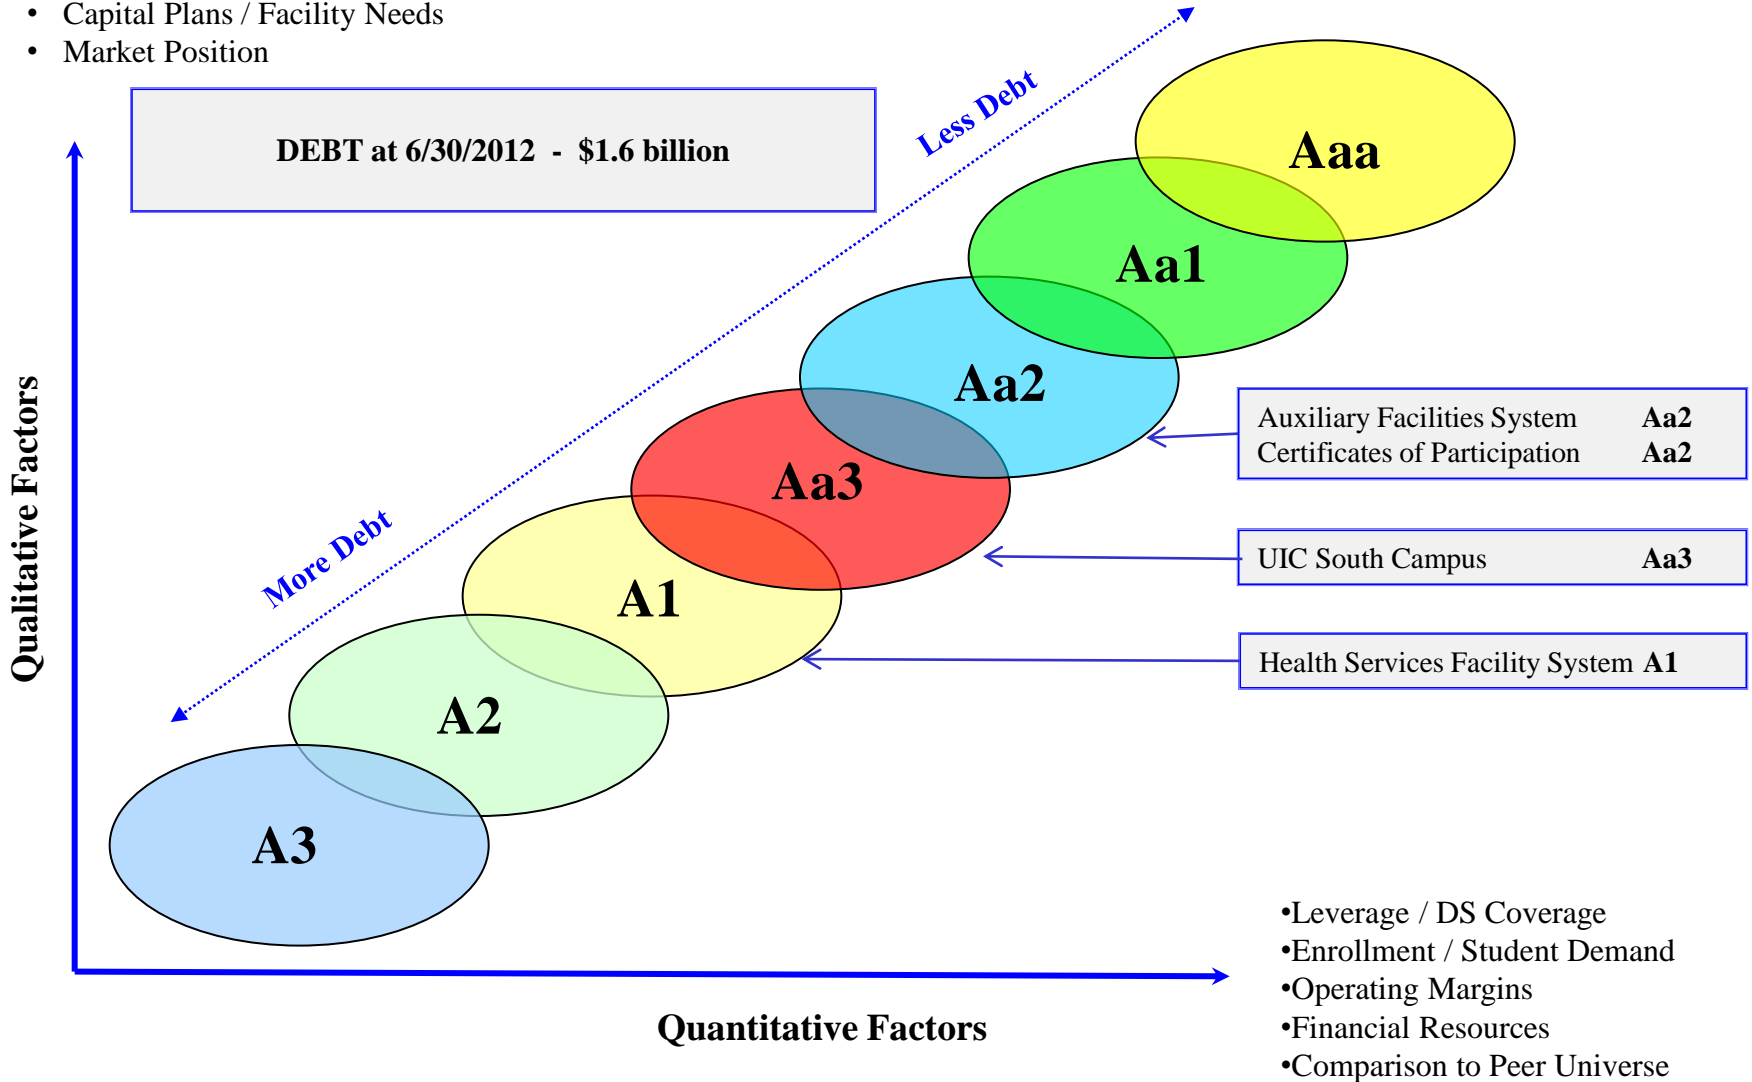 • Capital Plans / Facility Needs
• Market Position
DEBT at 6/30/2012 - $1.6 billion
Less Debt
More Debt
Qualitative Factors
Aaa
Aa1
Aa2
Aa3
A1
A2
A3
Auxiliary Facilities System Aa2
Certificates of Participation Aa2
UIC South Campus Aa3
Health Services Facility System A1
Quantitative Factors
•Leverage / DS Coverage
•Enrollment / Student Demand
•Operating Margins
•Financial Resources
•Comparison to Peer Universe